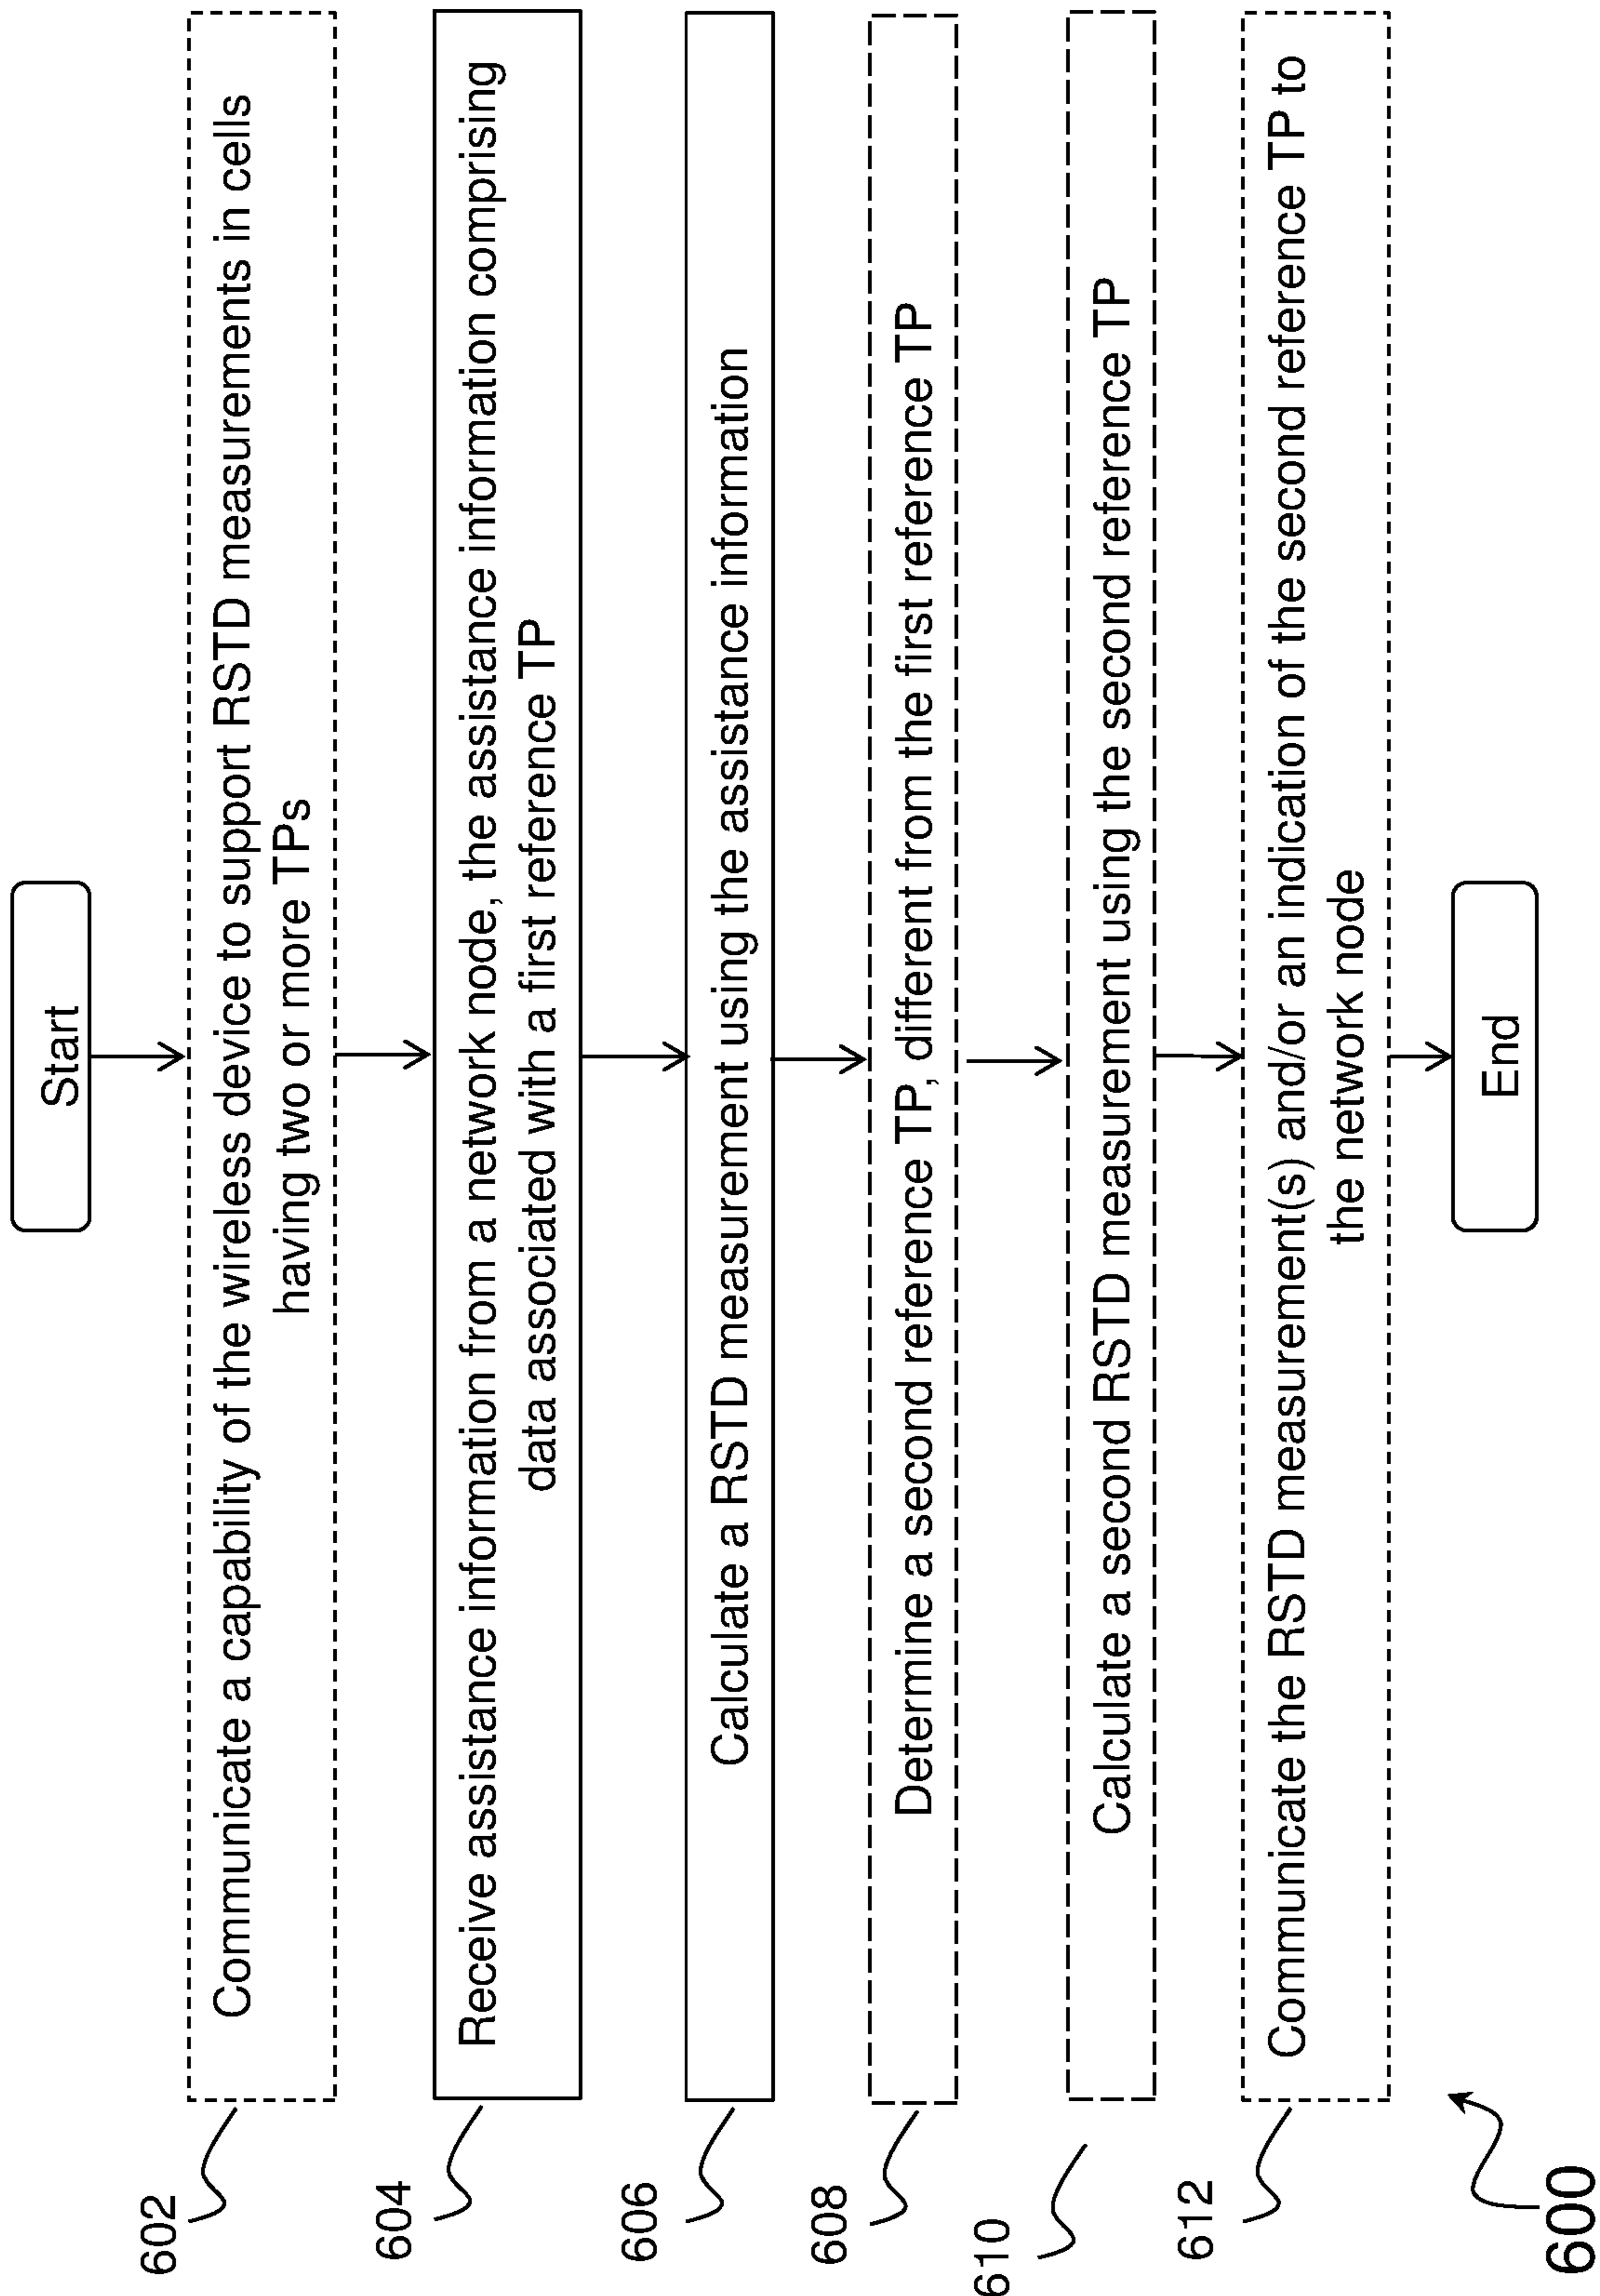 Start
602
Communicate a capability of the wireless device to support RSTD measurements in cells
having two or more TPs
604
Receive assistance information from a network node, the assistance information comprising
data associated with a first reference TP
606
Calculate a RSTD measurement using the assistance information
608
Determine a second reference TP, different from the first reference TP
610
Calculate a second RSTD measurement using the second reference TP
612
Communicate the RSTD measurement(s) and/or an indication of the second reference TP to
the network node
End
600